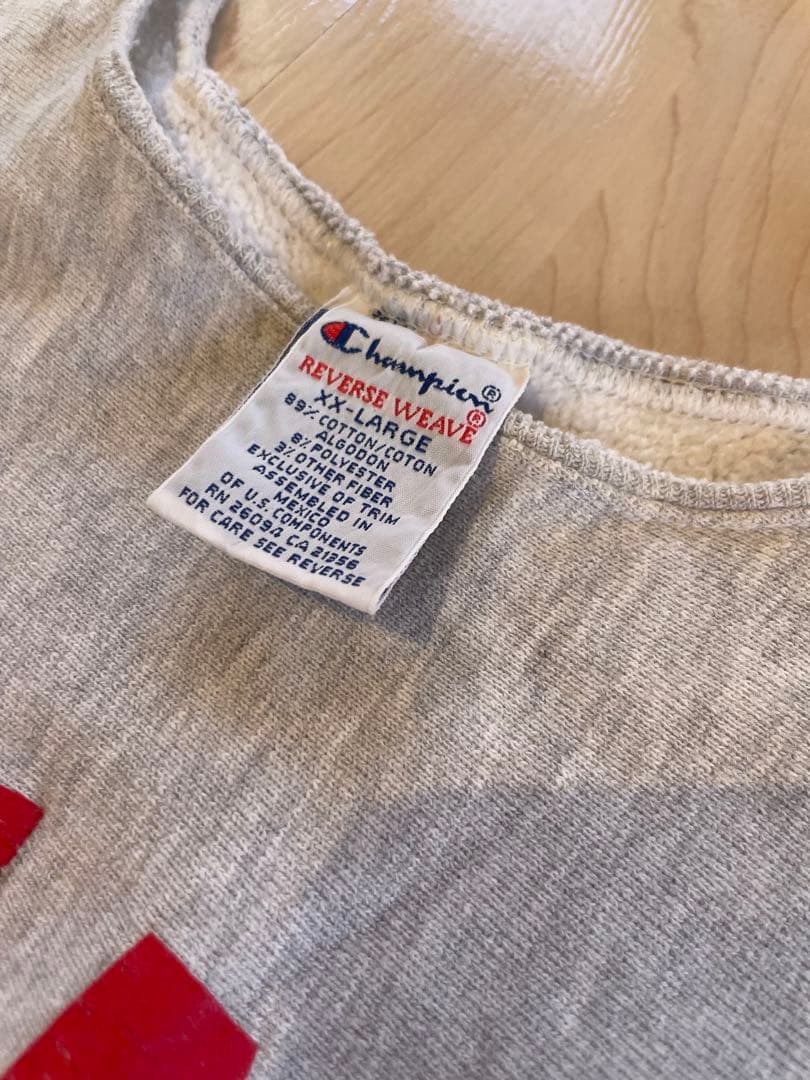 Champion®
REVERSE WEAVE®
XX-LARGE
89% COTTON/COTON
ALGODON
8% POLYESTER
3% OTHER FIBER
EXCLUSIVE OF TRIM
ASSEMBLED IN
MEXICO
OF U.S. COMPONENTS
RN 26094 CA 21356
FOR CARE SEE REVERSE